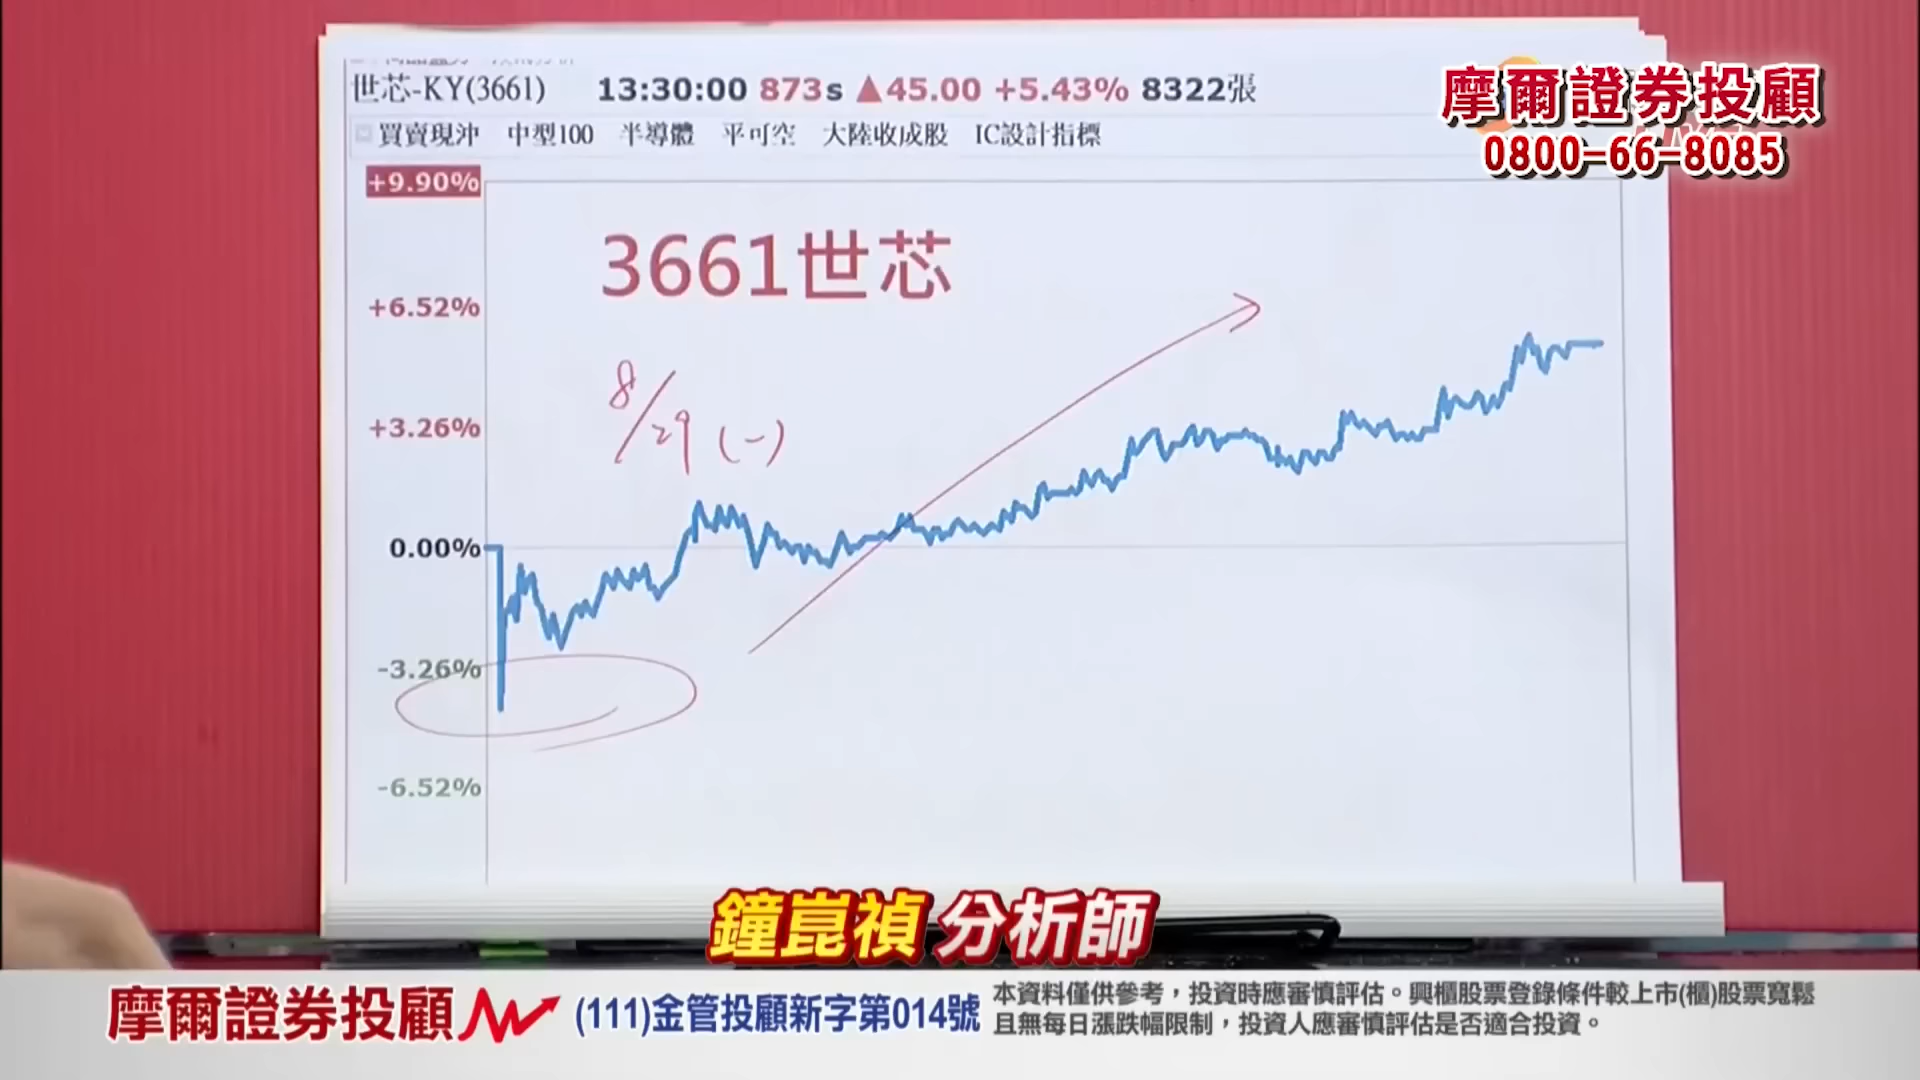 世芯-KY(3661) 13:30:00 873s ▲45.00 +5.43% 8322張
買賣現沖 中型100 半導體 平可空 大陸收成股 IC設計指標
摩爾證券投顧
0800-66-8085
+9.90%
+6.52%
+3.26%
0.00%
-3.26%
-6.52%
3661世芯
8/29 (一)
鐘崑禎 分析師
摩爾證券投顧
(111)金管投顧新字第014號
本資料僅供參考，投資時應審慎評估。興櫃股票登錄條件較上市(櫃)股票寬鬆
且無每日漲跌幅限制，投資人應審慎評估是否適合投資。